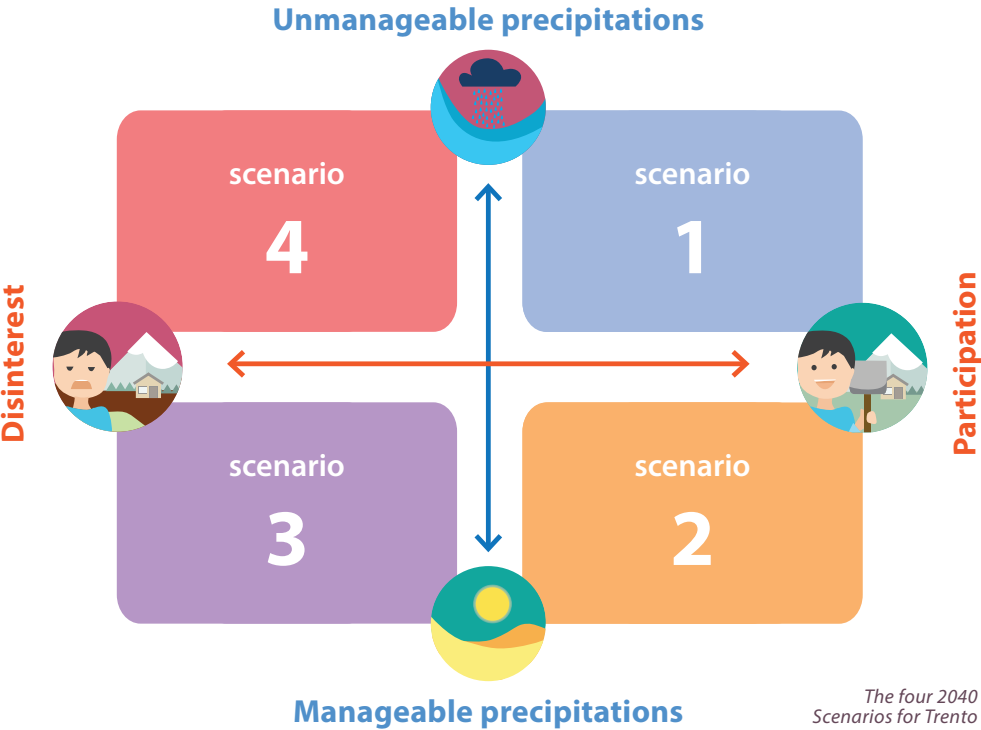 Unmanageable precipitations
scenario
4
scenario
1
Disinterest
Participation
scenario
3
scenario
2
Manageable precipitations
The four 2040
Scenarios for Trento